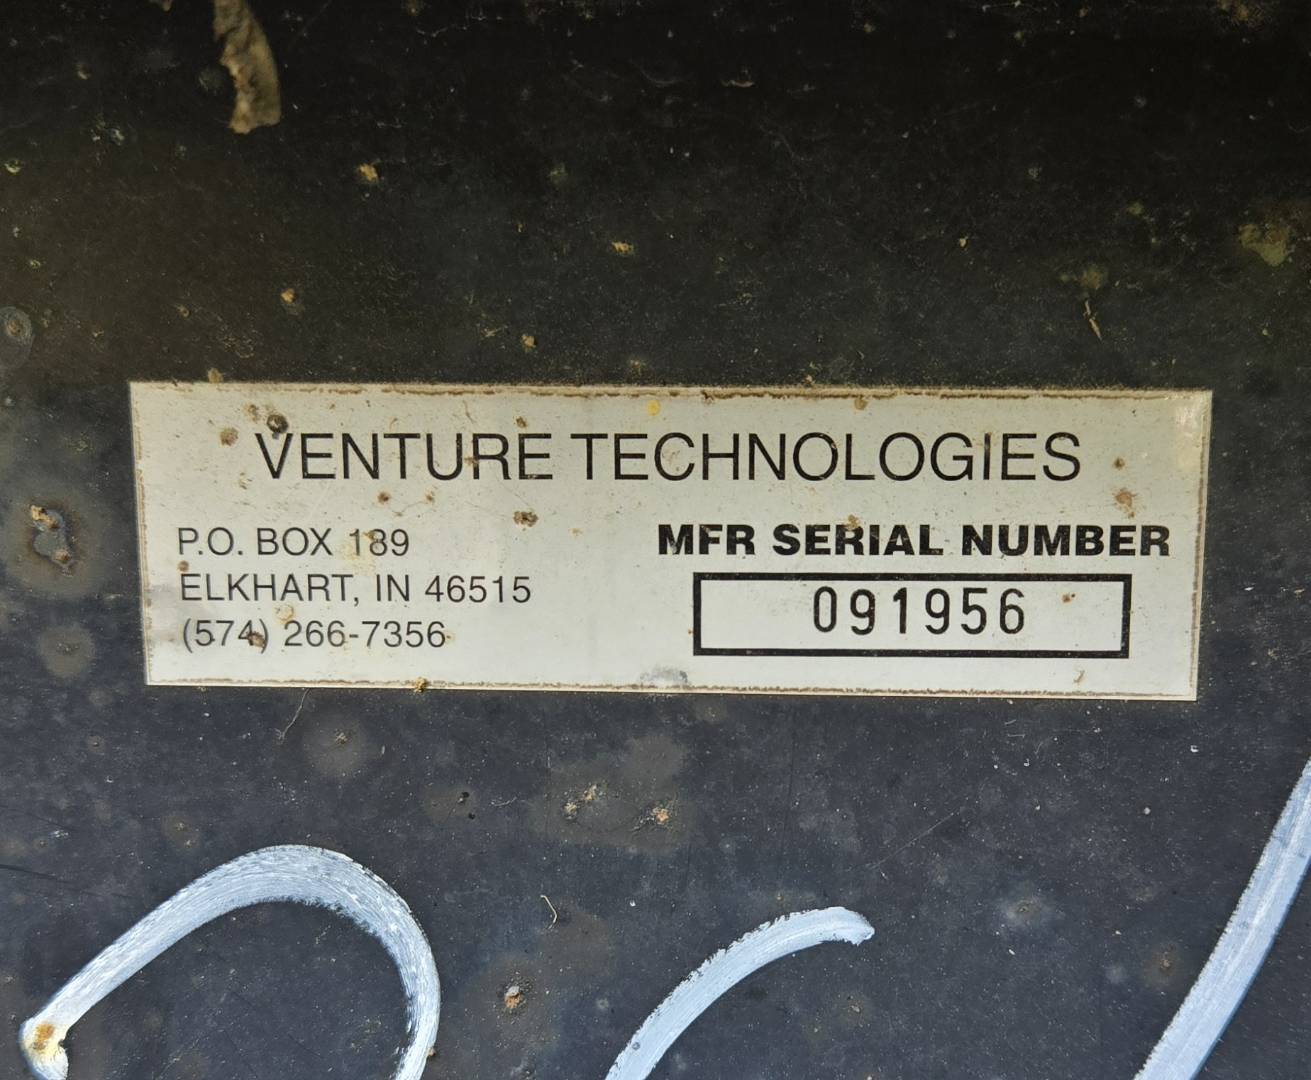 VENTURE TECHNOLOGIES
P.O. BOX 189
ELKHART, IN 46515
(574) 266-7356
MFR SERIAL NUMBER
091956